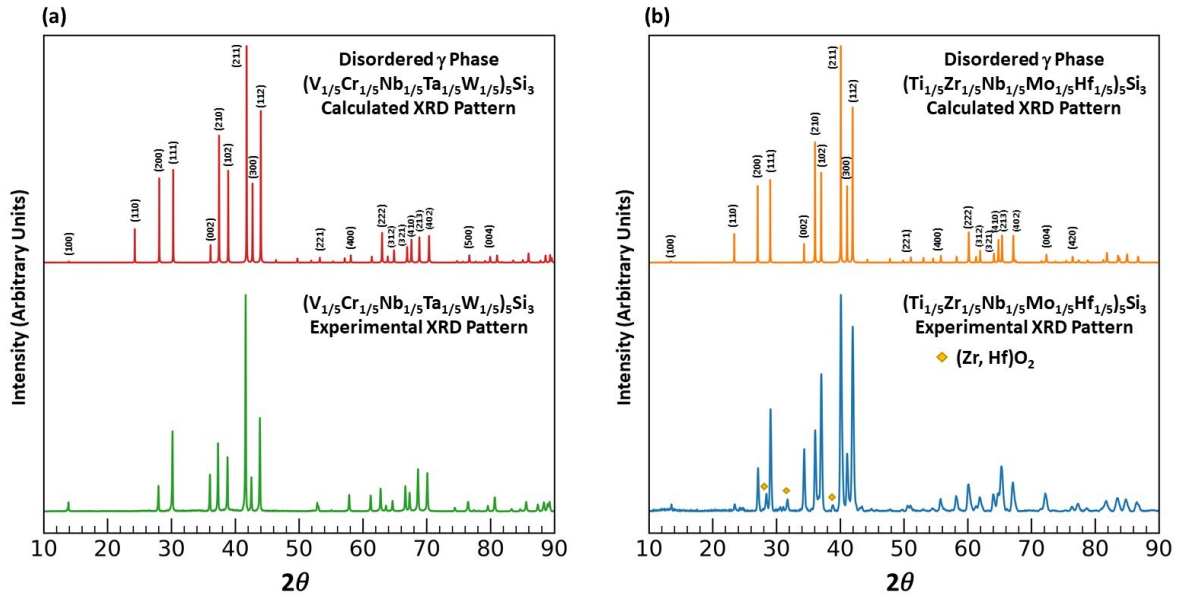 (a)
Disordered γ Phase
(V1/5Cr1/5Nb1/5Ta1/5W1/5)5Si3
Calculated XRD Pattern
(100)
(110)
(200)
(111)
(002)
(210)
(102)
(211)
(300)
(112)
(221)
(400)
(222)
(312)
(321)
(410)
(213)
(402)
(500)
(004)
(V1/5Cr1/5Nb1/5Ta1/5W1/5)5Si3
Experimental XRD Pattern
Intensity (Arbitrary Units)
10 20 30 40 50 60 70 80 90
2θ
(b)
Disordered γ Phase
(Ti1/5Zr1/5Nb1/5Mo1/5Hf1/5)5Si3
Calculated XRD Pattern
(100)
(110)
(200)
(111)
(002)
(210)
(102)
(211)
(300)
(112)
(221)
(400)
(222)
(312)
(321)
(410)
(213)
(402)
(004)
(420)
(Ti1/5Zr1/5Nb1/5Mo1/5Hf1/5)5Si3
Experimental XRD Pattern
(Zr, Hf)O2
Intensity (Arbitrary Units)
10 20 30 40 50 60 70 80 90
2θ